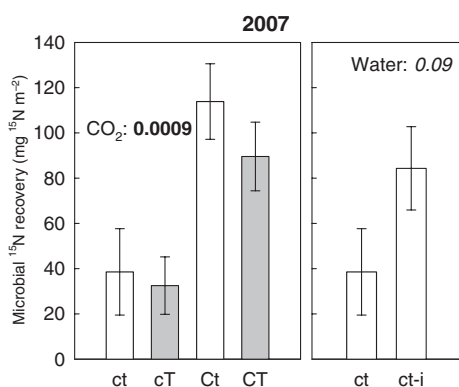 2007
Microbial ¹⁵N recovery (mg ¹⁵N m⁻²)
140
120
100
80
60
40
20
0
CO₂: 0.0009
Water: 0.09
ct cT Ct CT
ct ct-i